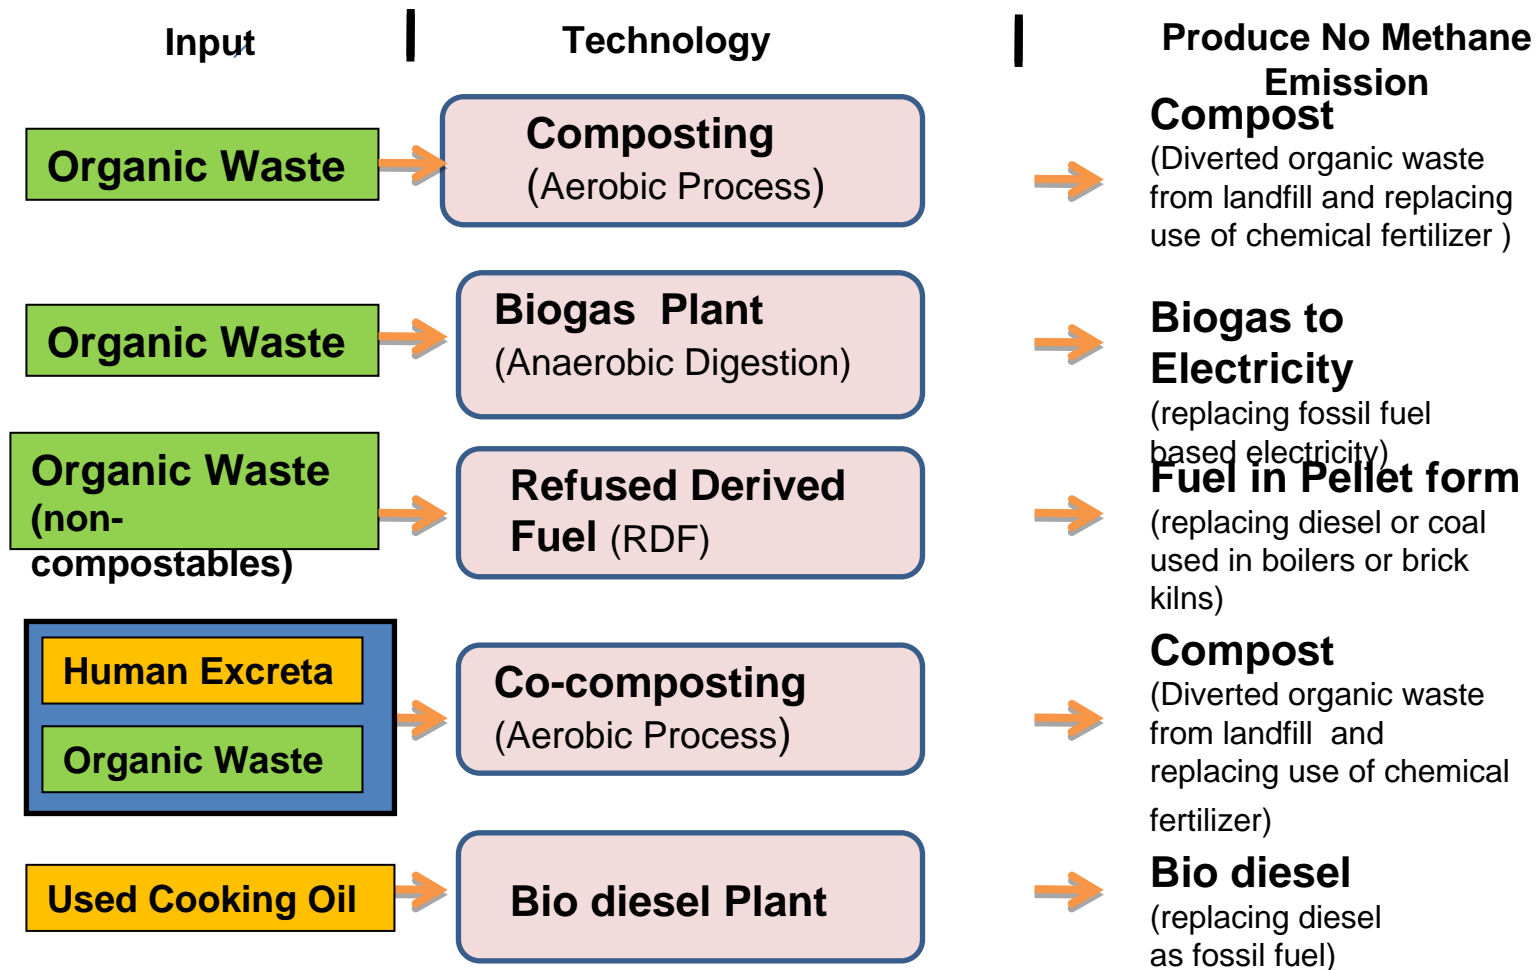 Input
Technology
Produce No Methane
Emission
Organic Waste
Composting
(Aerobic Process)
Compost
(Diverted organic waste
from landfill and replacing
use of chemical fertilizer )
Organic Waste
Biogas Plant
(Anaerobic Digestion)
Biogas to
Electricity
(replacing fossil fuel
based electricity)
Organic Waste
(non-
compostables)
Refused Derived
Fuel (RDF)
Fuel in Pellet form
(replacing diesel or coal
used in boilers or brick
kilns)
Human Excreta
Organic Waste
Co-composting
(Aerobic Process)
Compost
(Diverted organic waste
from landfill and
replacing use of chemical
fertilizer)
Used Cooking Oil
Bio diesel Plant
Bio diesel
(replacing diesel
as fossil fuel)